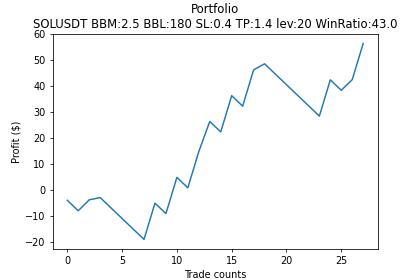 Portfolio
SOLUSDT BBM:2.5 BBL:180 SL:0.4 TP:1.4 lev:20 WinRatio:43.0
60
50
40
30
20
10
0
−10
−20
Profit ($)
0 5 10 15 20 25
Trade counts